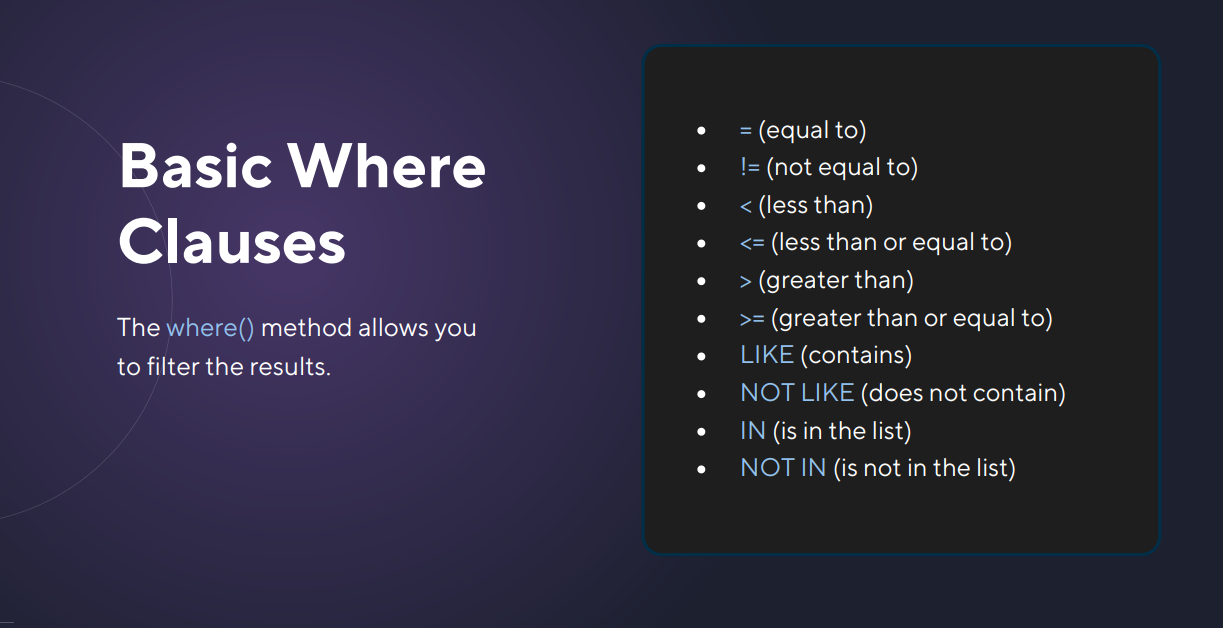 Basic Where
Clauses
The where() method allows you
to filter the results.
• = (equal to)
• != (not equal to)
• < (less than)
• <= (less than or equal to)
• > (greater than)
• >= (greater than or equal to)
• LIKE (contains)
• NOT LIKE (does not contain)
• IN (is in the list)
• NOT IN (is not in the list)